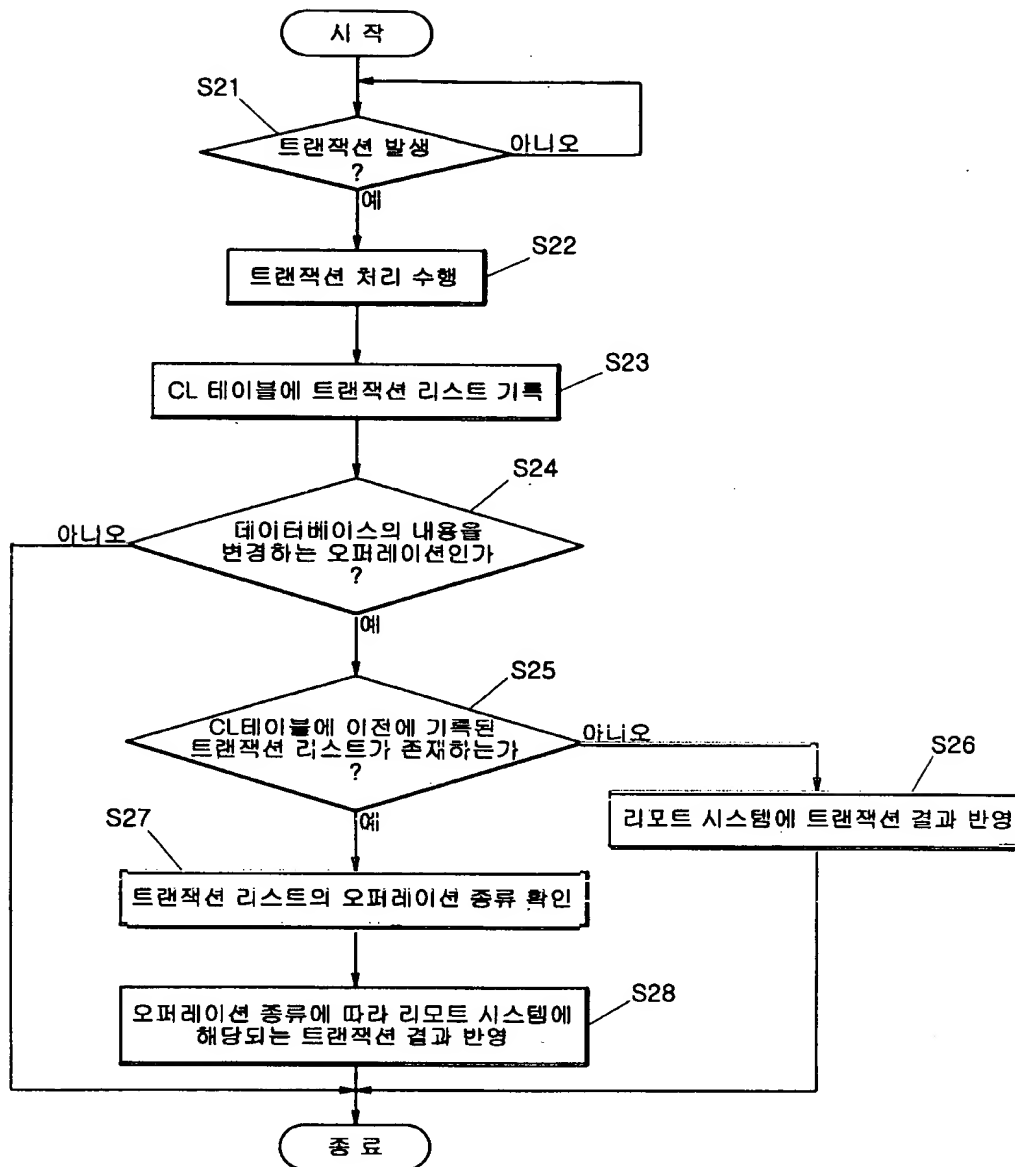 시 작
S21
트랜잭션 발생
?
아니오
예
S22
트랜잭션 처리 수행
S23
CL 테이블에 트랜잭션 리스트 기록
S24
아니오
데이터베이스의 내용을
변경하는 오퍼레이션인가
?
예
S25
CL테이블에 이전에 기록된
트랜잭션 리스트가 존재하는가
?
아니오
예
S26
리모트 시스템에 트랜잭션 결과 반영
S27
트랜잭션 리스트의 오퍼레이션 종류 확인
S28
오퍼레이션 종류에 따라 리모트 시스템에
해당되는 트랜잭션 결과 반영
종 료